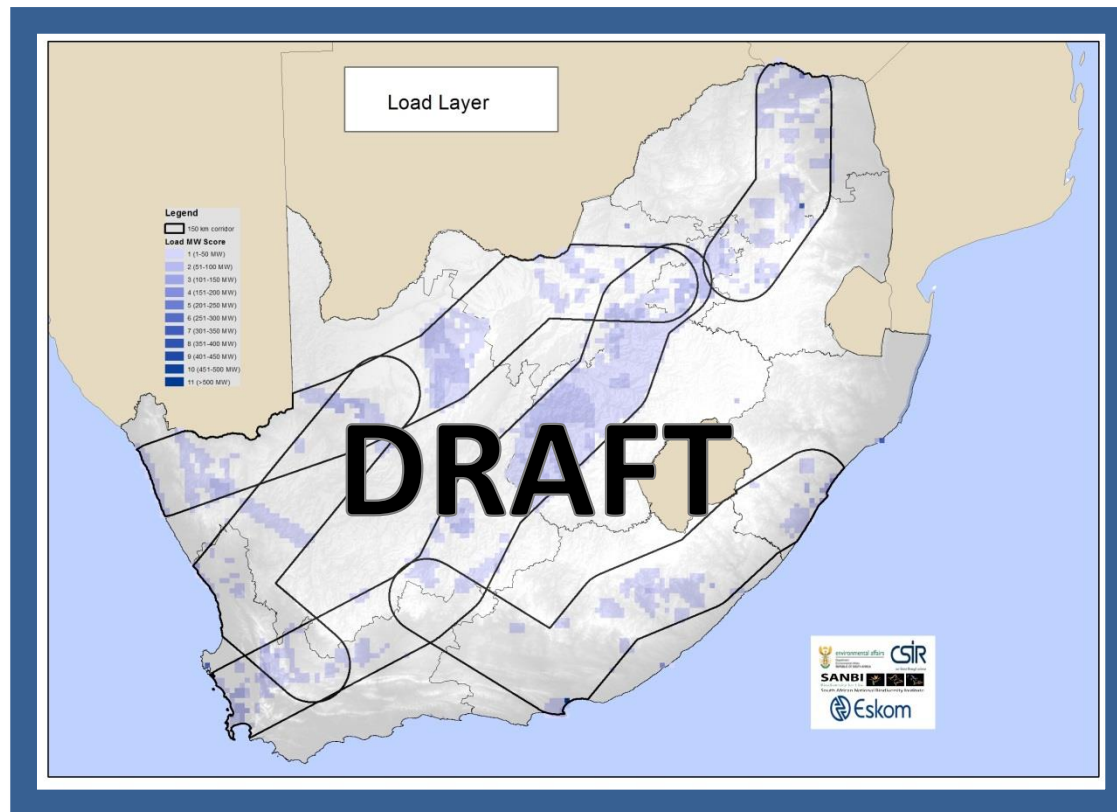 Load Layer
Legend
150 km corridor
Load MW Score
1 (1-50 MW)
2 (51-100 MW)
3 (101-150 MW)
4 (151-200 MW)
5 (201-250 MW)
6 (251-300 MW)
7 (301-350 MW)
8 (351-400 MW)
9 (401-450 MW)
10 (451-500 MW)
11 (>500 MW)
DRAFT
environmental affairs
CSIR
SANBI
South African National Biodiversity Institute
Eskom